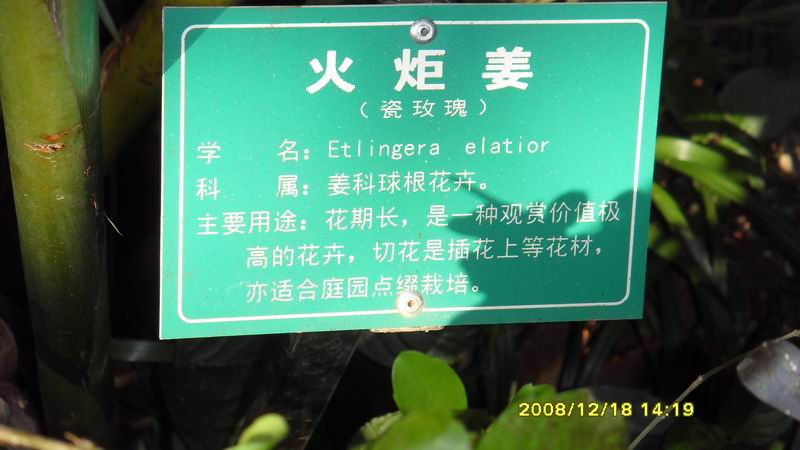 火炬姜
（瓷玫瑰）
学 名：Etlingera elatior
科 属：姜科球根花卉。
主要用途：花期长，是一种观赏价值极
高的花卉，切花是插花上等花材，
亦适合庭园点缀栽培。
2008/12/18 14:19